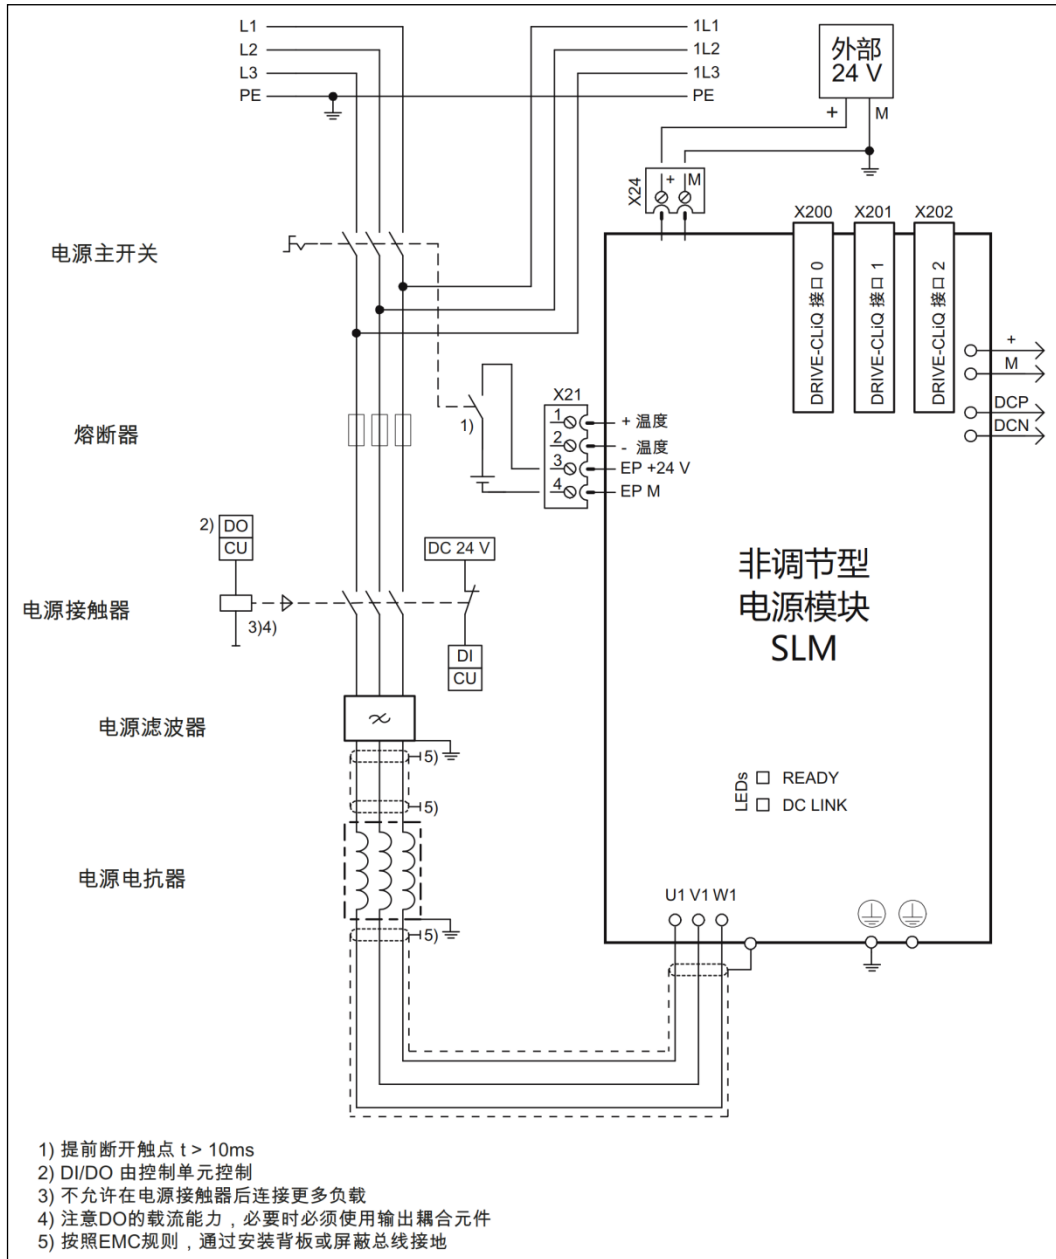 L1
L2
L3
PE
1L1
1L2
1L3
PE
外部
24 V
+
M
X24
+
M
X200
X201
X202
DRIVE-CLiQ 接口 0
DRIVE-CLiQ 接口 1
DRIVE-CLiQ 接口 2
电源主开关
+
M
DCP
DCN
X21
1
2
3
4
+ 温度
- 温度
EP +24 V
EP M
1)
熔断器
2)
DO
CU
DC 24 V
非调节型
电源模块
SLM
电源接触器
3)4)
DI
CU
电源滤波器
5)
5)
LEDs
READY
DC LINK
电源电抗器
5)
U1 V1 W1
1) 提前断开触点 t > 10ms
2) DI/DO 由控制单元控制
3) 不允许在电源接触器后连接更多负载
4) 注意DO的载流能力，必要时必须使用输出耦合元件
5) 按照EMC规则，通过安装背板或屏蔽总线接地